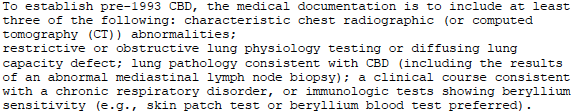 To establish pre-1993 CBD, the medical documentation is to include at least
three of the following: characteristic chest radiographic (or computed
tomography (CT)) abnormalities;
restrictive or obstructive lung physiology testing or diffusing lung
capacity defect; lung pathology consistent with CBD (including the results
of an abnormal mediastinal lymph node biopsy); a clinical course consistent
with a chronic respiratory disorder, or immunologic tests showing beryllium
sensitivity (e.g., skin patch test or beryllium blood test preferred).